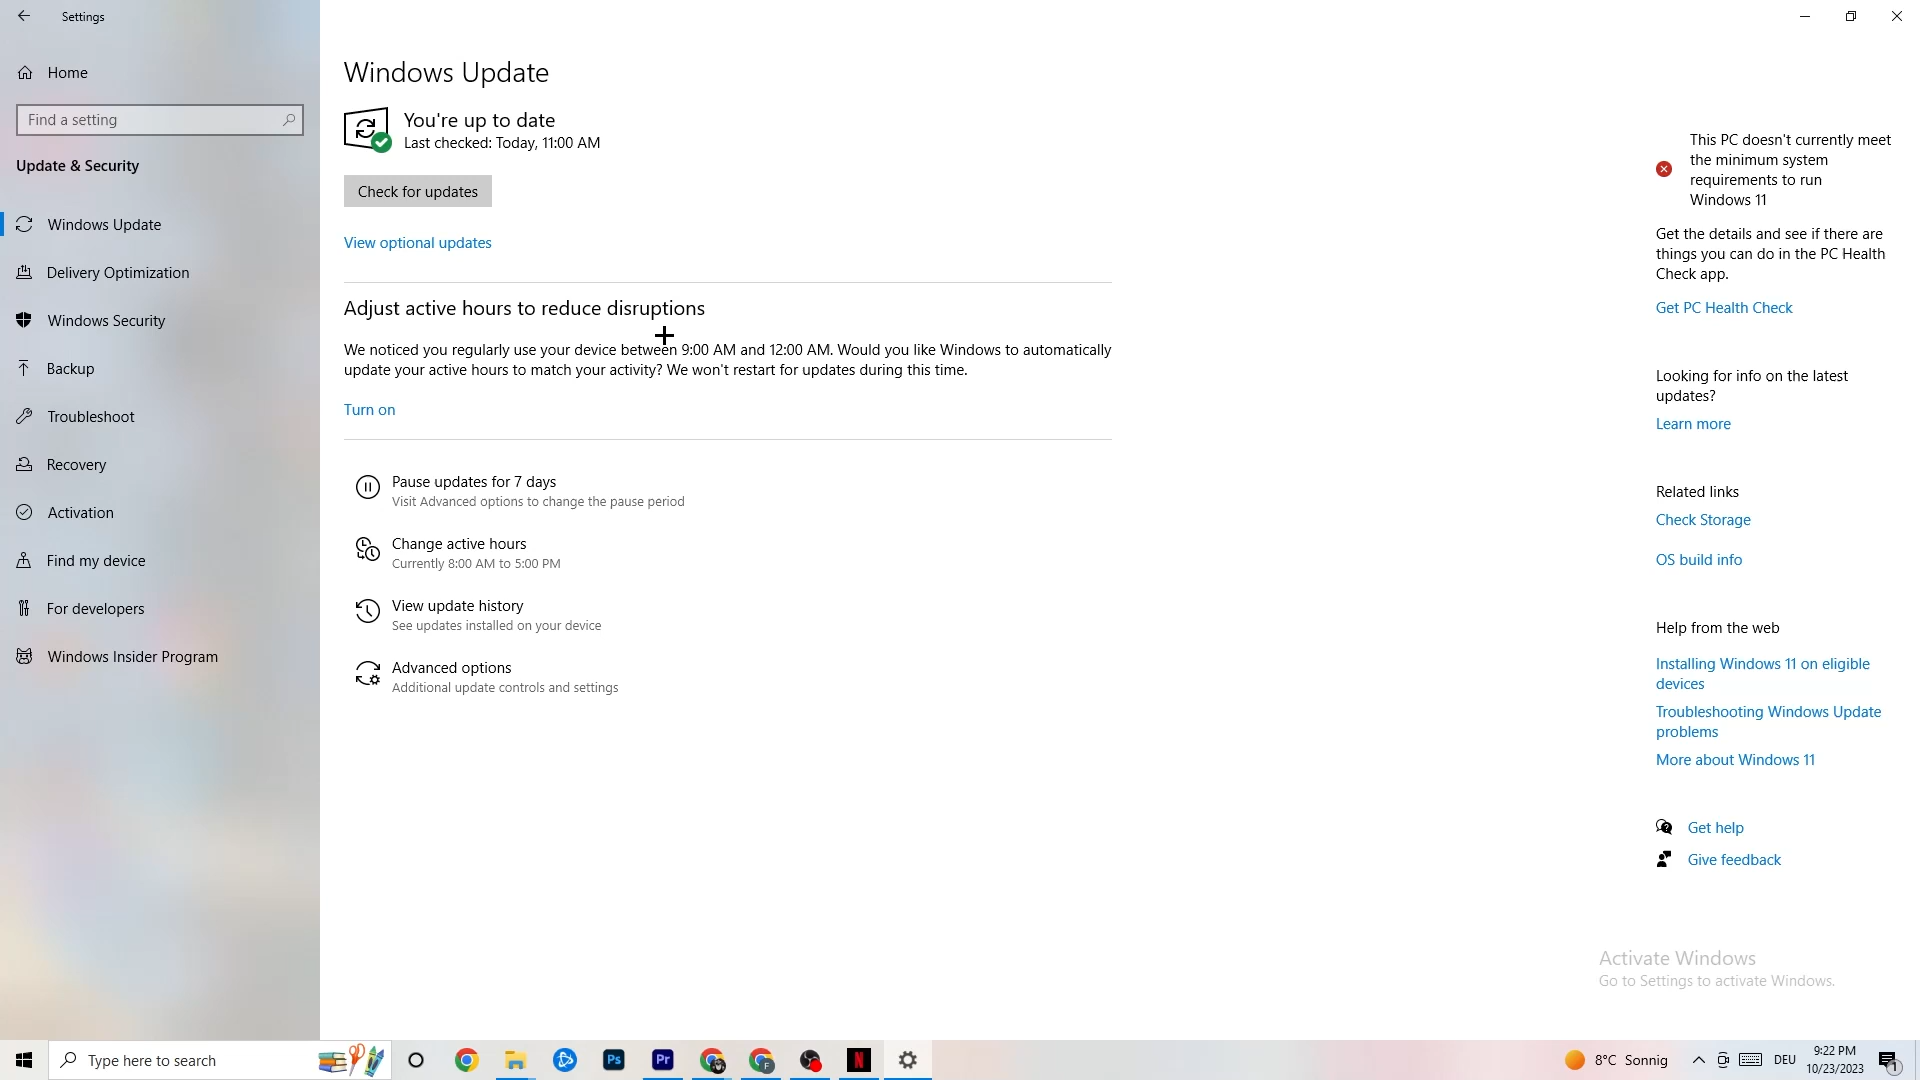 Settings
Home
Find a setting
Update & Security
Windows Update
Delivery Optimization
Windows Security
Backup
Troubleshoot
Recovery
Activation
Find my device
For developers
Windows Insider Program
Windows Update
You're up to date
Last checked: Today, 11:00 AM
Check for updates
View optional updates
Adjust active hours to reduce disruptions
We noticed you regularly use your device between 9:00 AM and 12:00 AM. Would you like Windows to automatically
update your active hours to match your activity? We won't restart for updates during this time.
Turn on
Pause updates for 7 days
Visit Advanced options to change the pause period
Change active hours
Currently 8:00 AM to 5:00 PM
View update history
See updates installed on your device
Advanced options
Additional update controls and settings
This PC doesn't currently meet
the minimum system
requirements to run
Windows 11
Get the details and see if there are
things you can do in the PC Health
Check app.
Get PC Health Check
Looking for info on the latest
updates?
Learn more
Related links
Check Storage
OS build info
Help from the web
Installing Windows 11 on eligible
devices
Troubleshooting Windows Update
problems
More about Windows 11
Get help
Give feedback
Activate Windows
Go to Settings to activate Windows.
Type here to search
Ps
Pr
F
N
8°C Sonnig
DEU
9:22 PM
10/23/2023
1